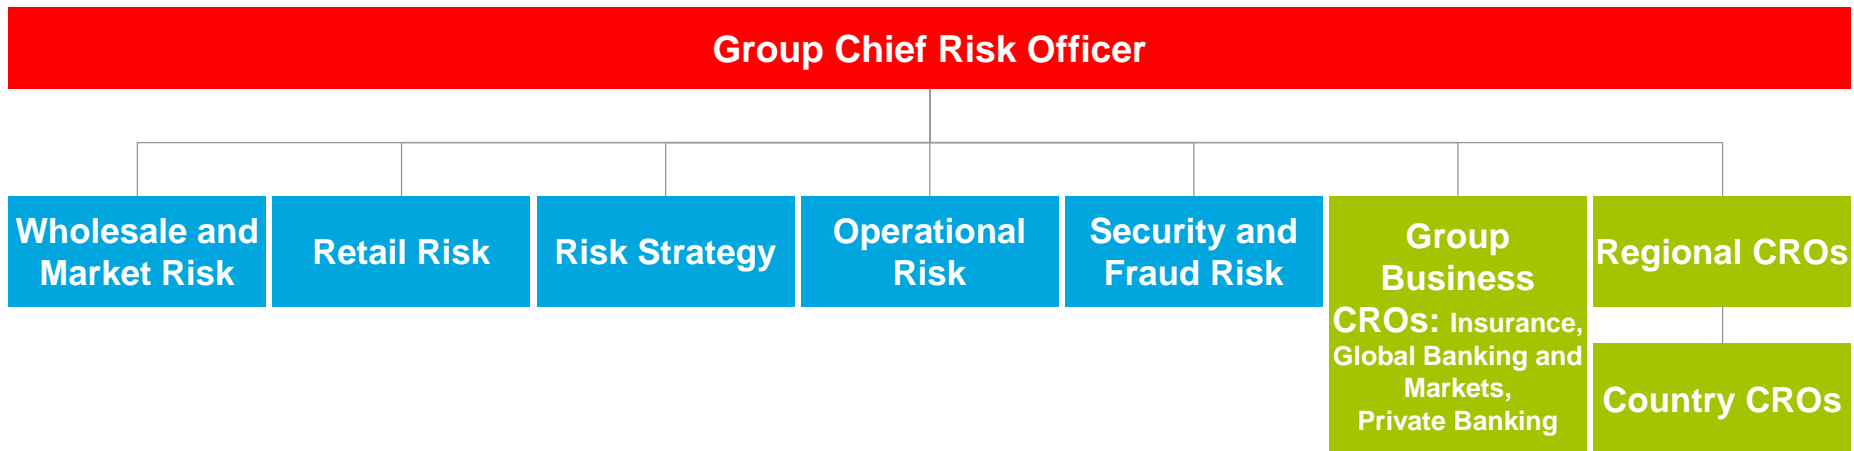 Group Chief Risk Officer
Wholesale and
Market Risk
Retail Risk
Risk Strategy
Operational
Risk
Security and
Fraud Risk
Group
Business
CROs: Insurance,
Global Banking and
Markets,
Private Banking
Regional CROs
Country CROs